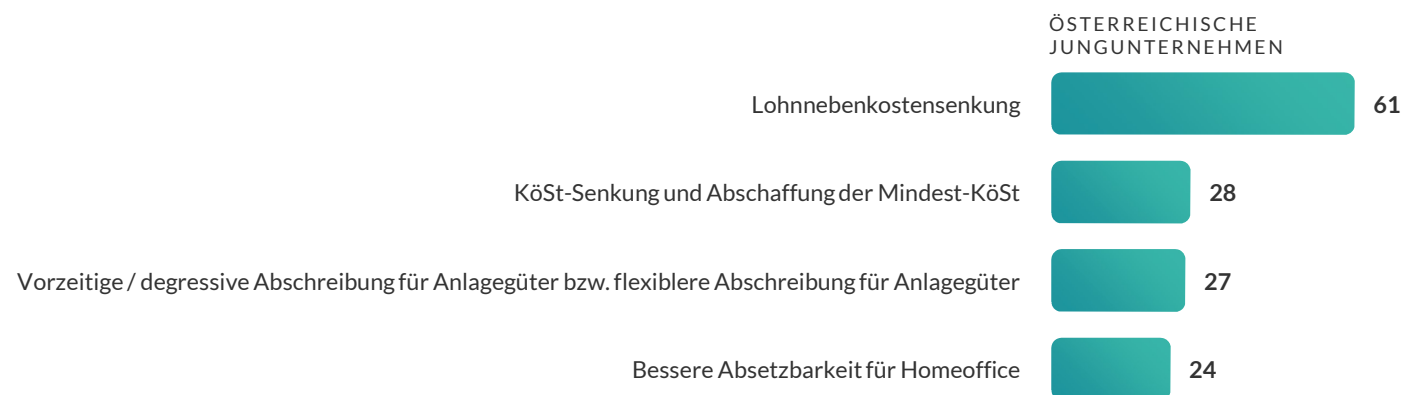 ÖSTERREICHISCHE
JUNGUNTERNEHMEN
Lohnnebenkostensenkung 61
KöSt-Senkung und Abschaffung der Mindest-KöSt 28
Vorzeitige / degressive Abschreibung für Anlagegüter bzw. flexiblere Abschreibung für Anlagegüter 27
Bessere Absetzbarkeit für Homeoffice 24